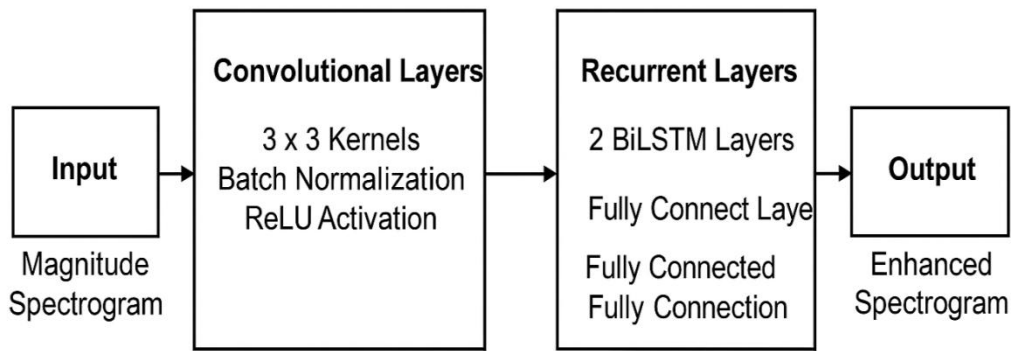 Input
Magnitude
Spectrogram
Convolutional Layers
3 x 3 Kernels
Batch Normalization
ReLU Activation
Recurrent Layers
2 BiLSTM Layers
Fully Connect Laye
Fully Connected
Fully Connection
Output
Enhanced
Spectrogram